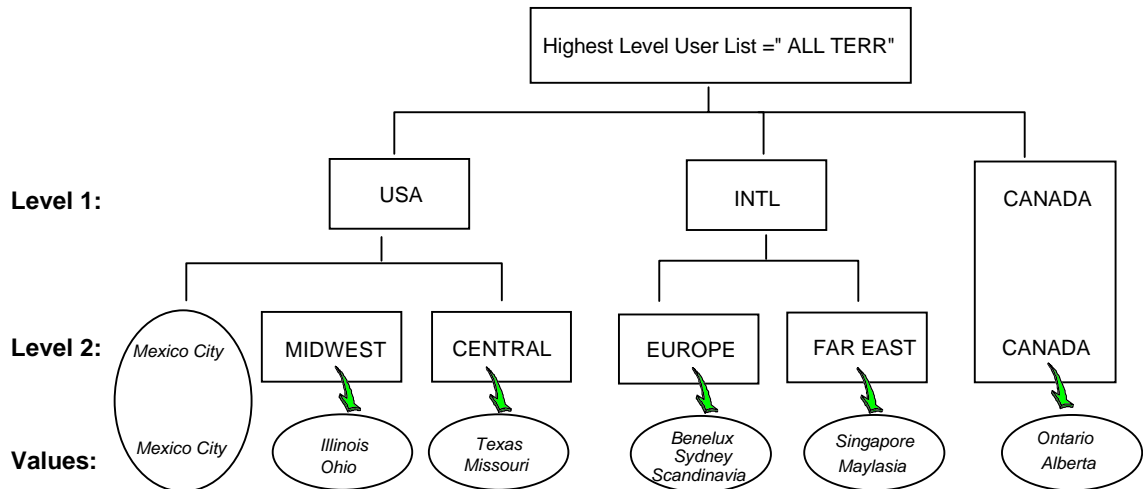 Highest Level User List =" ALL TERR"
Level 1:
USA
INTL
CANADA
Level 2:
Mexico City
MIDWEST
CENTRAL
EUROPE
FAR EAST
CANADA
Values:
Mexico City
Illinois
Ohio
Texas
Missouri
Benelux
Sydney
Scandinavia
Singapore
Maylasia
Ontario
Alberta